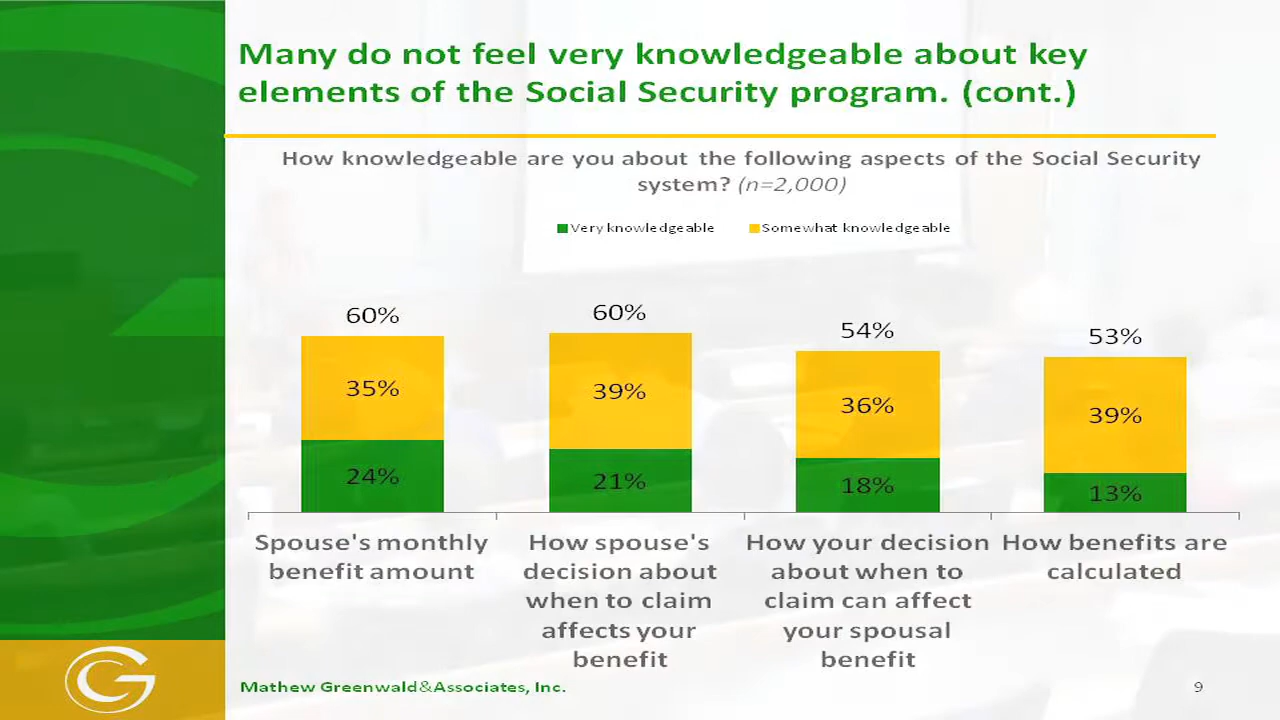 Many do not feel very knowledgeable about key
elements of the Social Security program. (cont.)
How knowledgeable are you about the following aspects of the Social Security
system? (n=2,000)
Very knowledgeable
Somewhat knowledgeable
60%
60%
54%
53%
35%
39%
36%
39%
24%
21%
18%
13%
Spouse's monthly
benefit amount
How spouse's
decision about
when to claim
affects your
benefit
How your decision
about when to
claim can affect
your spousal
benefit
How benefits are
calculated
Mathew Greenwald&Associates, Inc.
9